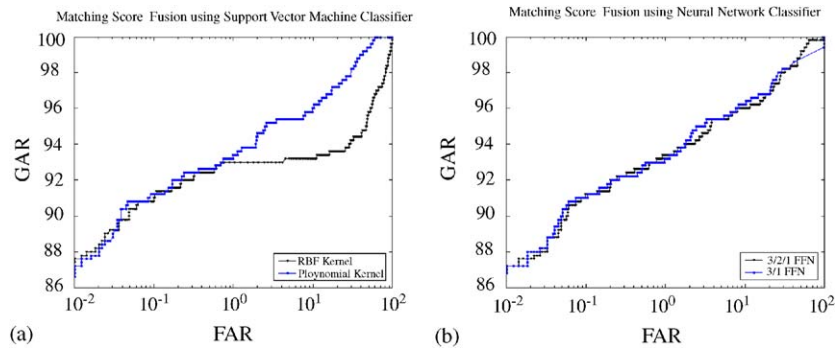 Matching Score Fusion using Support Vector Machine Classifier
100
98
96
94
92
90
88
86
GAR
10-2
10-1
100
101
102
FAR
RBF Kernel
Ploynomial Kernel
(a)
Matching Score Fusion using Neural Network Classifier
100
98
96
94
92
90
88
86
GAR
10-2
10-1
100
101
102
FAR
3/2/1 FFN
3/1 FFN
(b)